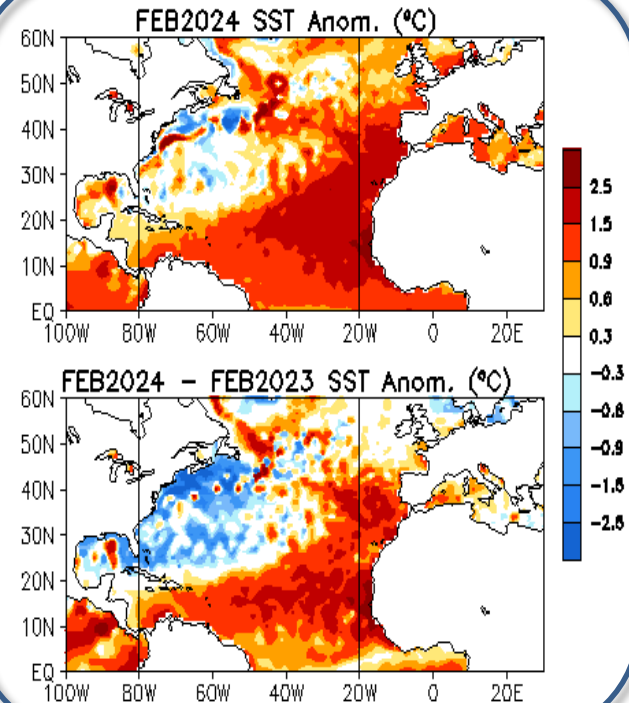 FEB2024 SST Anom. (°C)
60N
50N
40N
30N
20N
10N
EQ
100W 80W 60W 40W 20W 0 20E
2.5
1.5
0.9
0.6
0.3
-0.3
-0.6
-0.9
-1.5
-2.5
FEB2024 - FEB2023 SST Anom. (°C)
60N
50N
40N
30N
20N
10N
EQ
100W 80W 60W 40W 20W 0 20E